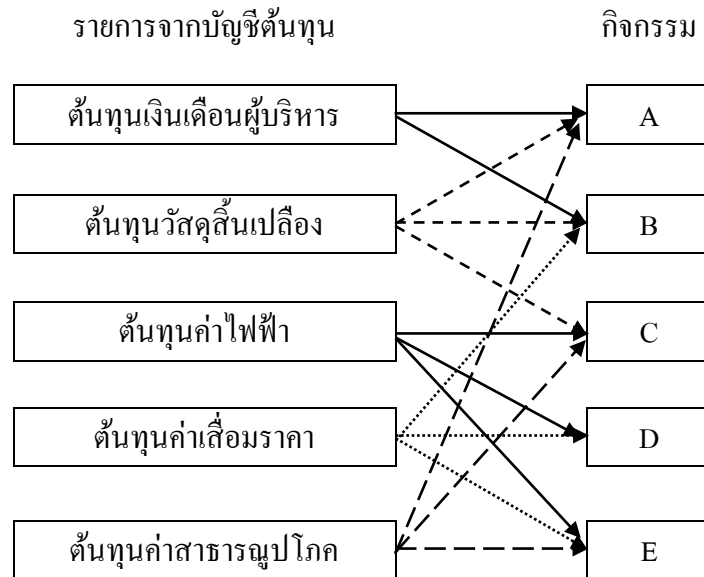 รายการจากบัญชีต้นทุน กิจกรรม
ต้นทุนเงินเดือนผู้บริหาร A
ต้นทุนวัสดุสิ้นเปลือง B
ต้นทุนค่าไฟฟ้า C
ต้นทุนค่าเสื่อมราคา D
ต้นทุนค่าสาธารณูปโภค E